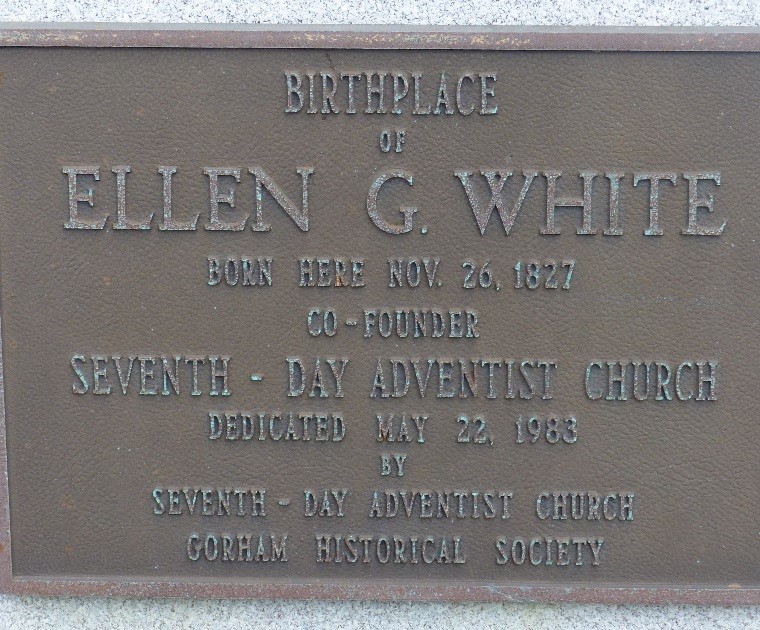 BIRTHPLACE
OF
ELLEN G. WHITE
BORN HERE NOV. 26, 1827
CO-FOUNDER
SEVENTH-DAY ADVENTIST CHURCH
DEDICATED MAY 22, 1983
BY
SEVENTH-DAY ADVENTIST CHURCH
GORHAM HISTORICAL SOCIETY